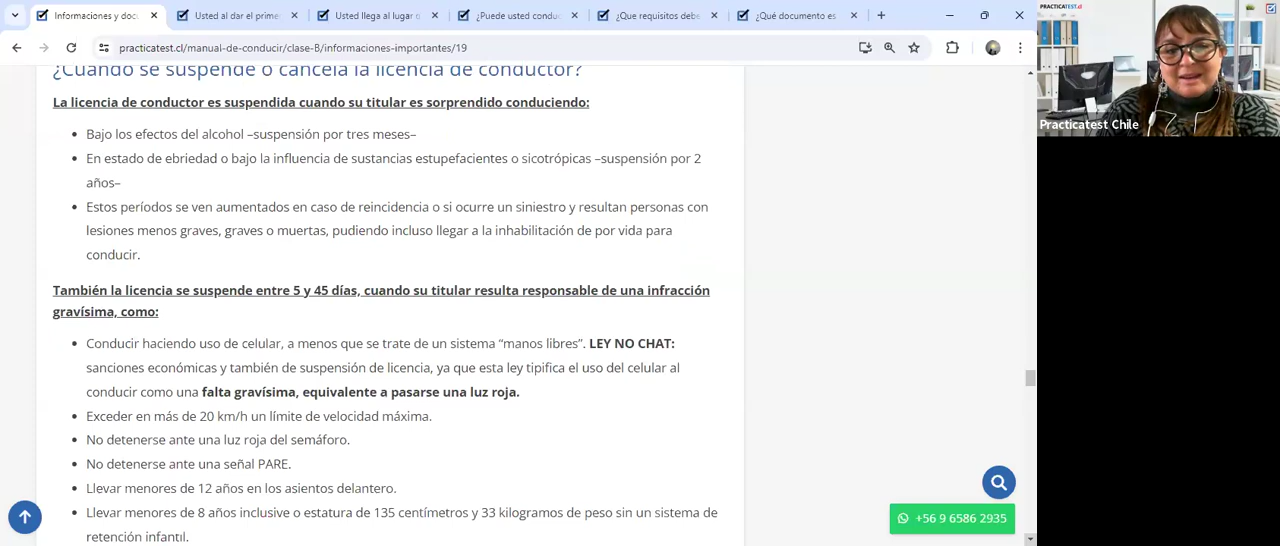 Informaciones y doc
Educa al dar el primer
¿Puede usted conduc
¿Que requisitos debe
¿Qué documento es
practicatest.cl/manual-de-conducir/clase-B/informaciones-importantes/19
PRACTICATEST.cl
Practicatest Chile
¿Cuándo se suspende o cancela la licencia de conductor?
La licencia de conductor es suspendida cuando su titular es sorprendido conduciendo:
Bajo los efectos del alcohol –suspensión por tres meses–
En estado de ebriedad o bajo la influencia de sustancias estupefacientes o sicotrópicas –suspensión por 2
años–
Estos períodos se ven aumentados en caso de reincidencia o si ocurre un siniestro y resultan personas con
lesiones menos graves, graves o muertas, pudiendo incluso llegar a la inhabilitación de por vida para
conducir.
También la licencia se suspende entre 5 y 45 días, cuando su titular resulta responsable de una infracción
gravísima, como:
Conducir haciendo uso de celular, a menos que se trate de un sistema “manos libres”. LEY NO CHAT:
sanciones económicas y también de suspensión de licencia, ya que esta ley tipifica el uso del celular al
conducir como una falta gravísima, equivalente a pasarse una luz roja.
Exceder en más de 20 km/h un límite de velocidad máxima.
No detenerse ante una luz roja del semáforo.
No detenerse ante una señal PARE.
Llevar menores de 12 años en los asientos delantero.
Llevar menores de 8 años inclusive o estatura de 135 centímetros y 33 kilogramos de peso sin un sistema de
retención infantil.
+56 9 6586 2935